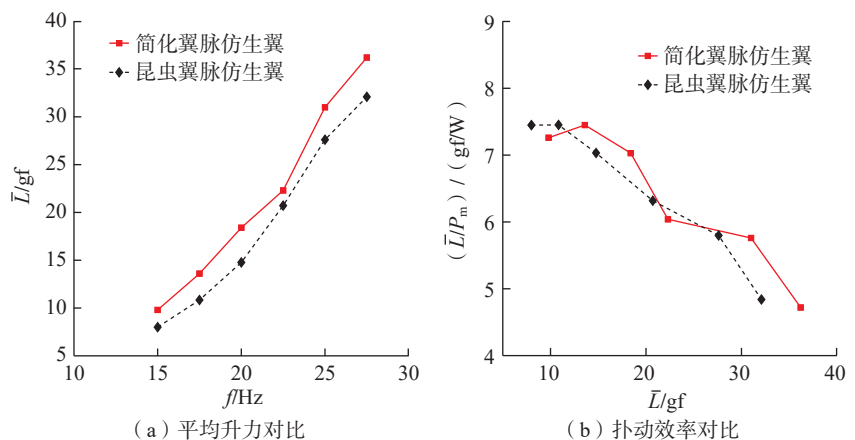 40
35
30
25
20
15
10
5
L̄/gf
简化翼脉仿生翼
昆虫翼脉仿生翼
10 15 20 25 30
f/Hz
(a)平均升力对比
9
8
7
6
5
4
(L̄/Pm)/(gf/W)
简化翼脉仿生翼
昆虫翼脉仿生翼
10 20 30 40
L̄/gf
(b)扑动效率对比